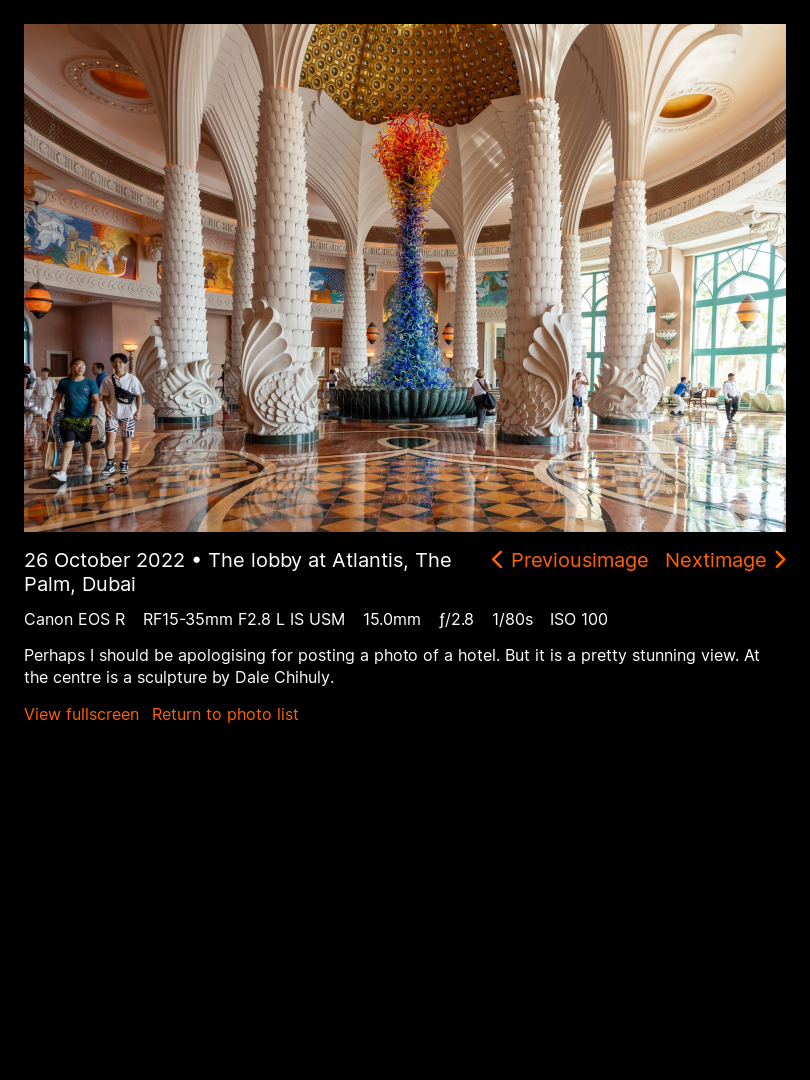 26 October 2022 • The lobby at Atlantis, The
Palm, Dubai
Previousimage Nextimage
Canon EOS R RF15-35mm F2.8 L IS USM 15.0mm ƒ/2.8 1/80s ISO 100
Perhaps I should be apologising for posting a photo of a hotel. But it is a pretty stunning view. At
the centre is a sculpture by Dale Chihuly.
View fullscreen Return to photo list